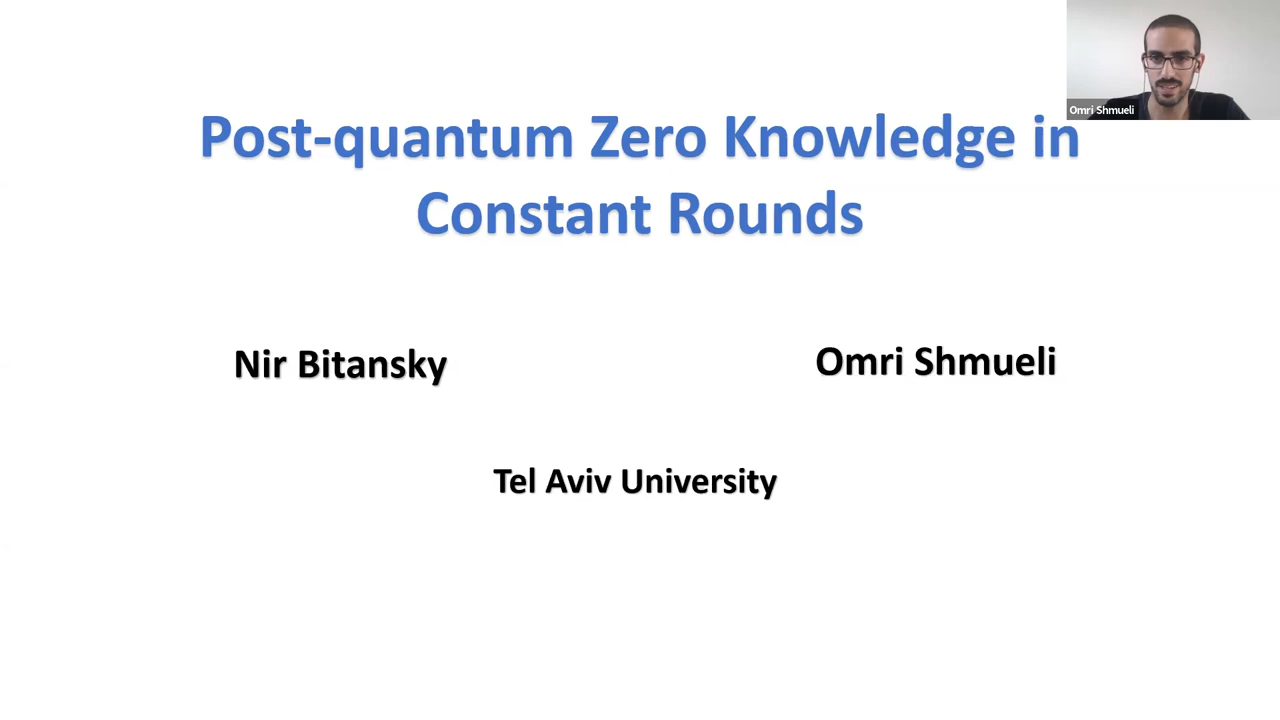 Omri Shmueli
Post-quantum Zero Knowledge in
Constant Rounds
Nir Bitansky
Omri Shmueli
Tel Aviv University